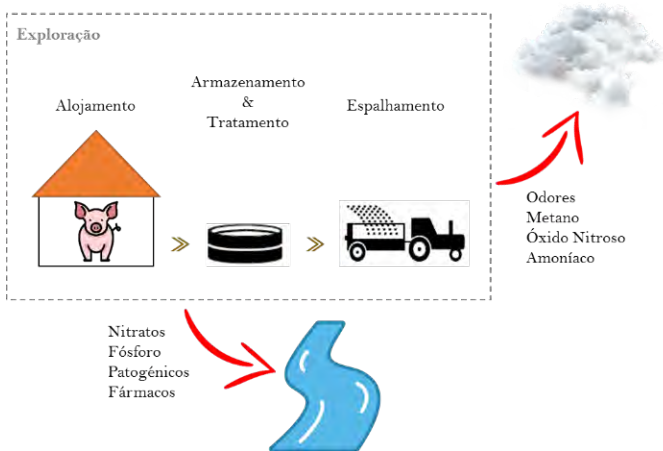 Exploração
Alojamento
Armazenamento
&
Tratamento
Espalhamento
Odores
Metano
Óxido Nitroso
Amoníaco
Nitratos
Fósforo
Patogénicos
Fármacos